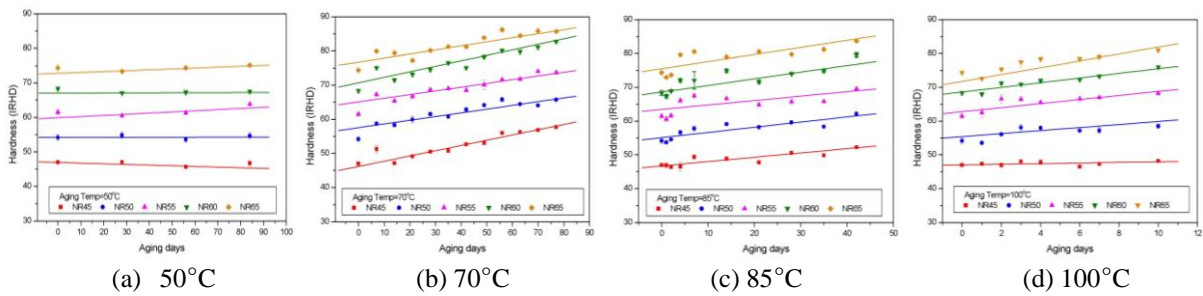 Hardness (IRHD)
90
80
70
60
50
40
30
Aging Temp=50°C
NR45 NR50 NR55 NR60 NR65
0 10 20 30 40 50 60 70 80 90 100
Aging days
(a) 50°C
Hardness (IRHD)
90
80
70
60
50
40
30
Aging Temp=70°C
NR45 NR50 NR55 NR60 NR65
0 10 20 30 40 50 60 70 80 90
Aging days
(b) 70°C
Hardness (IRHD)
90
80
70
60
50
40
30
Aging Temp=85°C
NR45 NR50 NR55 NR60 NR65
0 10 20 30 40 50
Aging days
(c) 85°C
Hardness (IRHD)
90
80
70
60
50
40
30
Aging Temp=100°C
NR45 NR50 NR55 NR60 NR65
0 2 4 6 8 10 12
Aging days
(d) 100°C